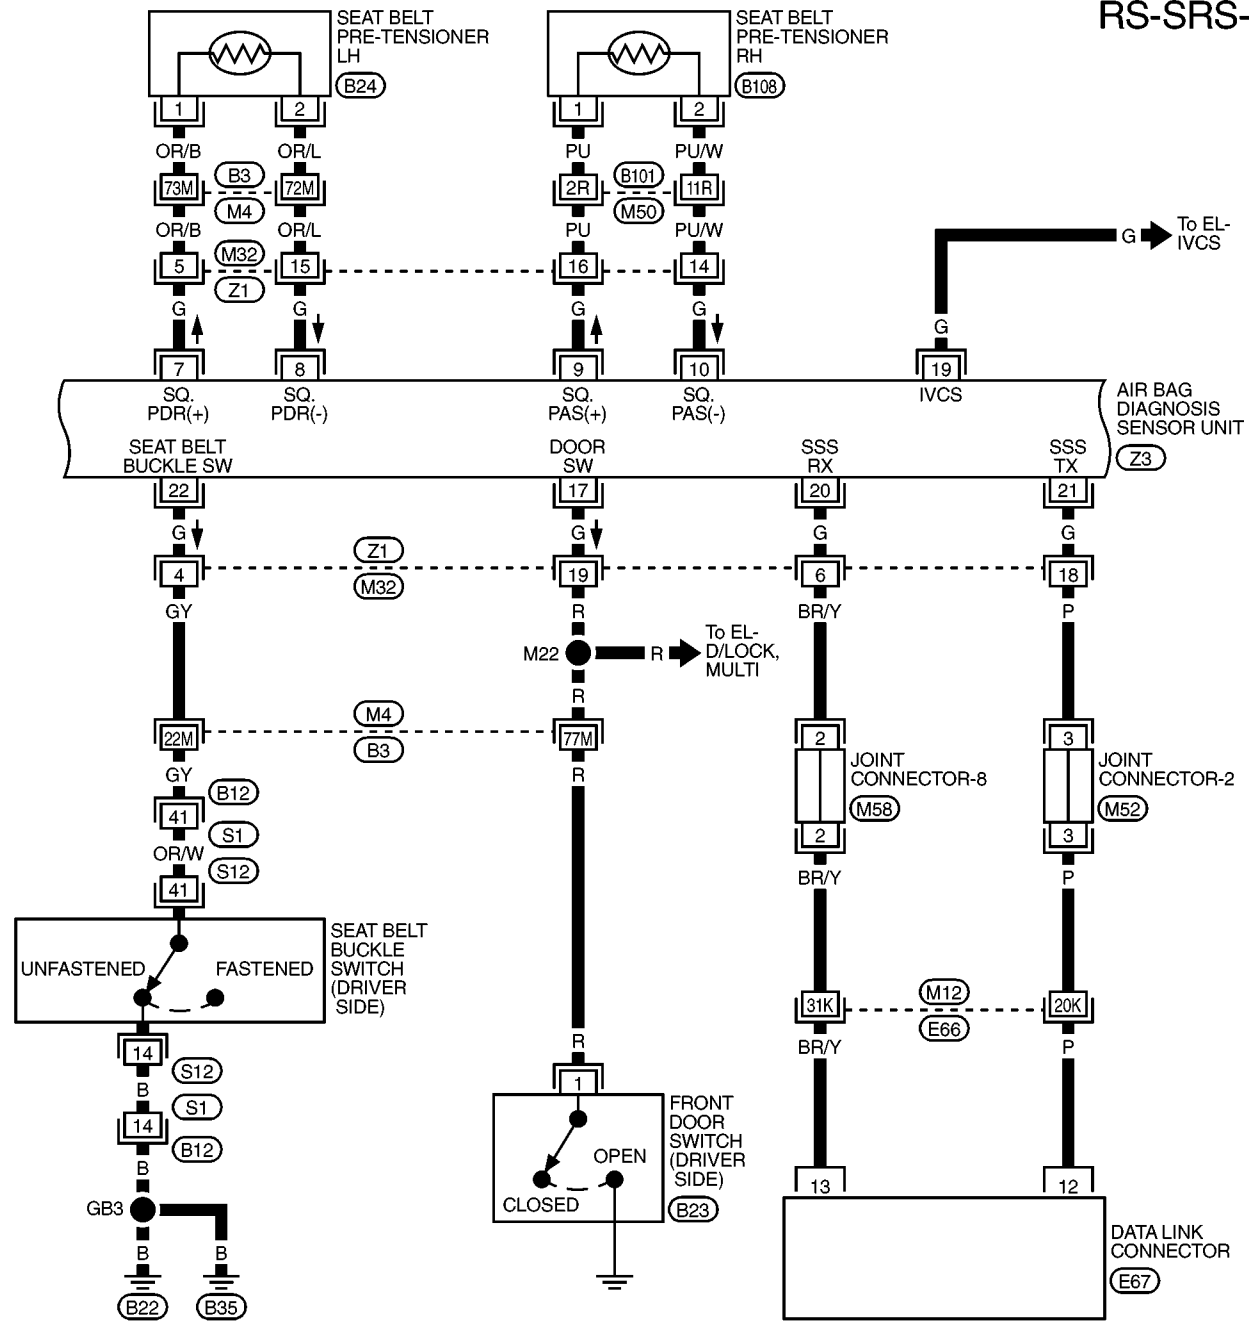 RS-SRS-
SEAT BELT
PRE-TENSIONER
LH
B24
SEAT BELT
PRE-TENSIONER
RH
B108
1 2 1 2
OR/B OR/L PU PU/W
73M B3 72M 2R B101 11R
M4 M50
OR/B OR/L PU PU/W
To EL-
IVCS
G
5 M32 15 16 14
Z1
G G G G G
7 8 9 10 19
SQ.
PDR(+)
SQ.
PDR(-)
SQ.
PAS(+)
SQ.
PAS(-)
IVCS
AIR BAG
DIAGNOSIS
SENSOR UNIT
Z3
SEAT BELT
BUCKLE SW
DOOR
SW
SSS
RX
SSS
TX
22 17 20 21
G G G G
Z1
4 19 6 18
M32
GY R BR/Y P
M22 R
To EL-
D/LOCK,
MULTI
R
M4
22M 77M 2 3
B3
GY R
JOINT
CONNECTOR-8
M58
JOINT
CONNECTOR-2
M52
B12
41
S1
2 3
OR/W
S12
BR/Y P
41
SEAT BELT
BUCKLE
SWITCH
(DRIVER
SIDE)
UNFASTENED FASTENED
31K M12 20K
E66
R BR/Y P
14
S12
B
S1
14
B12
B
GB3
B B
B22 B35
1
FRONT
DOOR
SWITCH
(DRIVER
SIDE)
B23
OPEN
CLOSED
13 12
DATA LINK
CONNECTOR
E67